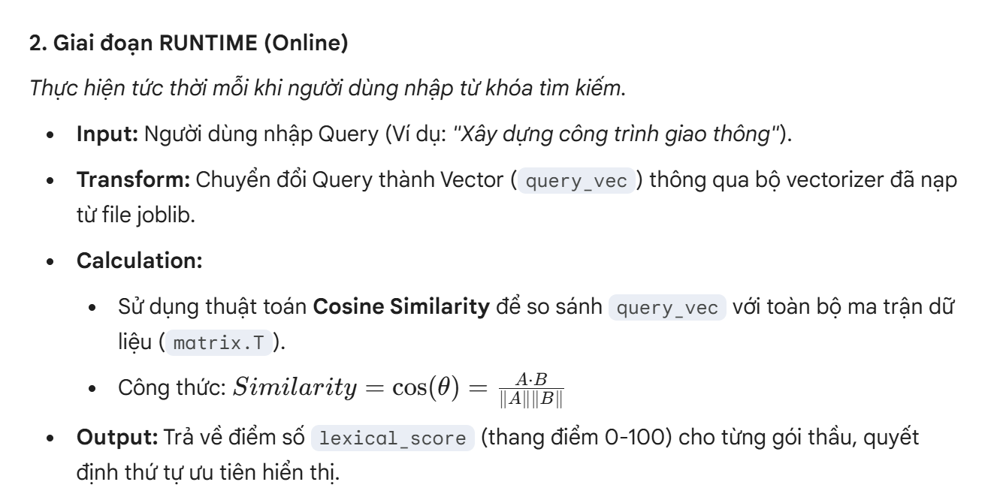 2. Giai đoạn RUNTIME (Online)
Thực hiện tức thời mỗi khi người dùng nhập từ khóa tìm kiếm.
• Input: Người dùng nhập Query (Ví dụ: "Xây dựng công trình giao thông").
• Transform: Chuyển đổi Query thành Vector ( query_vec ) thông qua bộ vectorizer đã nạp
từ file joblib.
• Calculation:
• Sử dụng thuật toán Cosine Similarity để so sánh query_vec với toàn bộ ma trận dữ
liệu ( matrix.T ).
• Công thức: $Similarity = \cos(\theta) = \frac{A \cdot B}{\|A\|\|B\|}$
• Output: Trả về điểm số lexical_score (thang điểm 0-100) cho từng gói thầu, quyết
định thứ tự ưu tiên hiển thị.